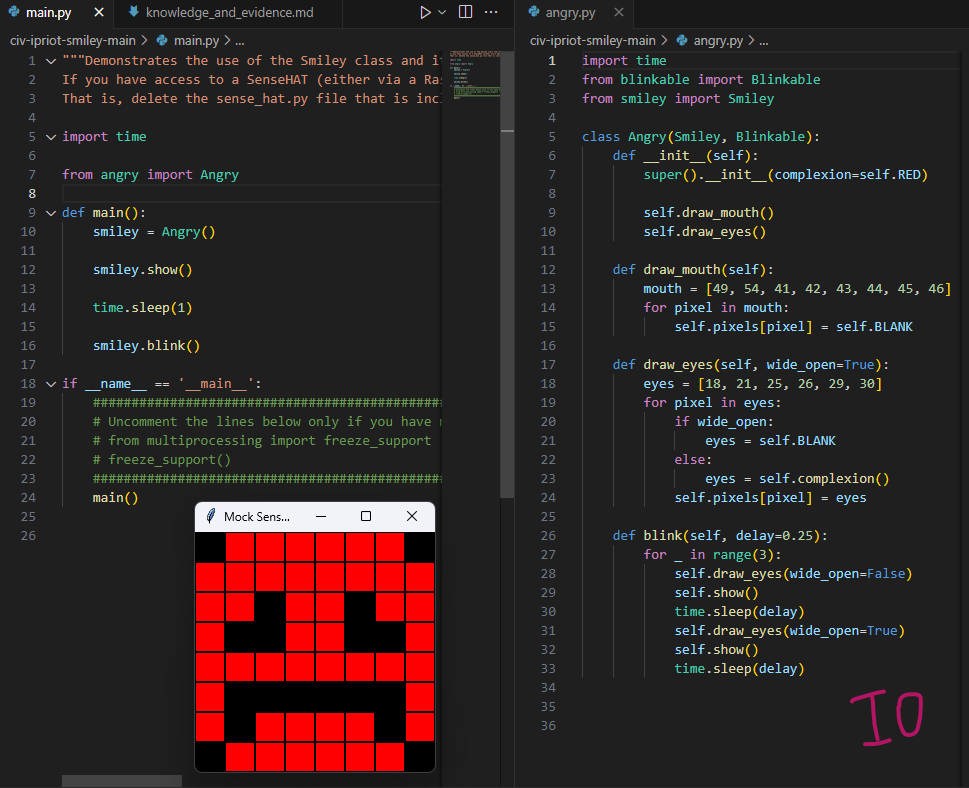 main.py
knowledge_and_evidence.md
civ-ipriot-smiley-main > main.py > ...
1 """Demonstrates the use of the Smiley class and it
2 If you have access to a SenseHAT (either via a Ra
3 That is, delete the sense_hat.py file that is inc
4
5 import time
6
7 from angry import Angry
8
9 def main():
10     smiley = Angry()
11
12     smiley.show()
13
14     time.sleep(1)
15
16     smiley.blink()
17
18 if __name__ == '__main__':
19     #############################################
20     # Uncomment the lines below only if you have
21     # from multiprocessing import freeze_support
22     # freeze_support()
23     #############################################
24     main()
25
26
Mock Sens...
angry.py
civ-ipriot-smiley-main > angry.py > ...
1 import time
2 from blinkable import Blinkable
3 from smiley import Smiley
4
5 class Angry(Smiley, Blinkable):
6     def __init__(self):
7         super().__init__(complexion=self.RED)
8
9         self.draw_mouth()
10         self.draw_eyes()
11
12     def draw_mouth(self):
13         mouth = [49, 54, 41, 42, 43, 44, 45, 46]
14         for pixel in mouth:
15             self.pixels[pixel] = self.BLANK
16
17     def draw_eyes(self, wide_open=True):
18         eyes = [18, 21, 25, 26, 29, 30]
19         for pixel in eyes:
20             if wide_open:
21                 eyes = self.BLANK
22             else:
23                 eyes = self.complexion()
24             self.pixels[pixel] = eyes
25
26     def blink(self, delay=0.25):
27         for _ in range(3):
28             self.draw_eyes(wide_open=False)
29             self.show()
30             time.sleep(delay)
31             self.draw_eyes(wide_open=True)
32             self.show()
33             time.sleep(delay)
34
35
36
IO